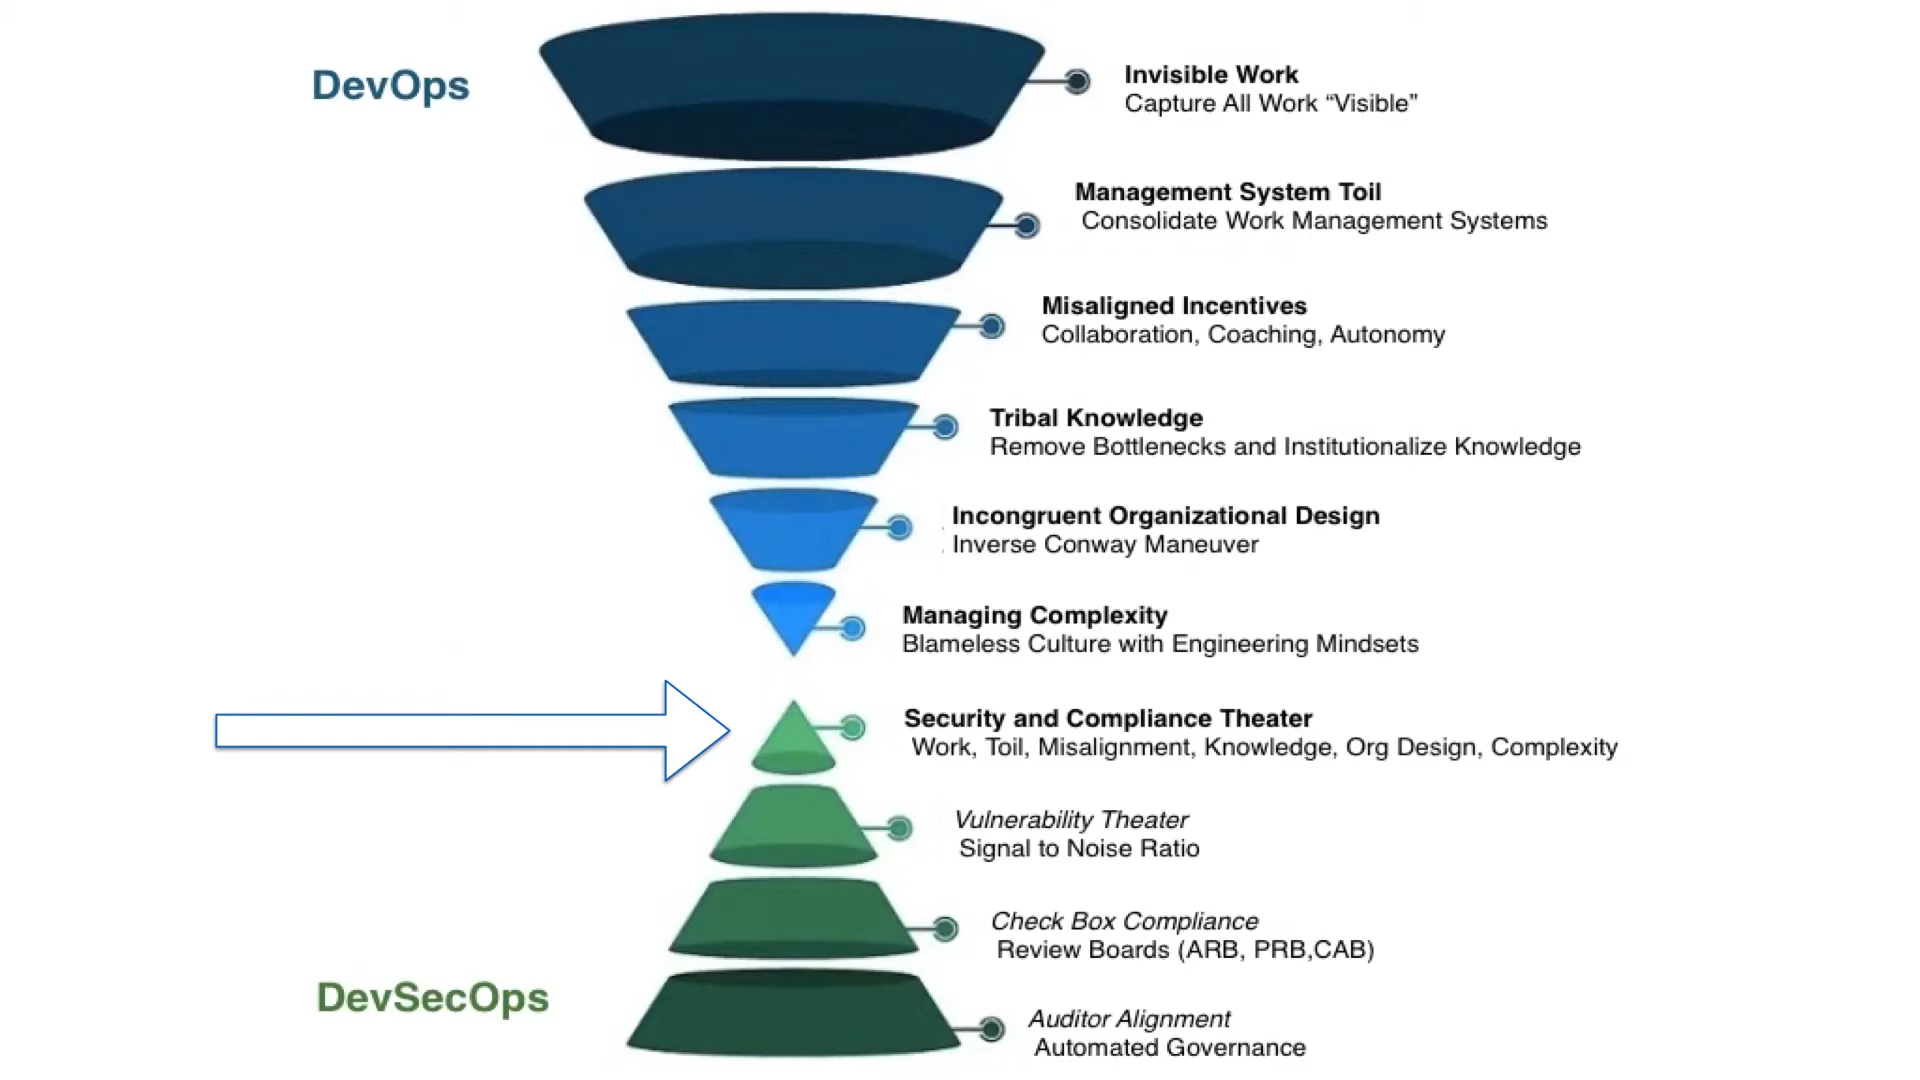 DevOps
Invisible Work
Capture All Work “Visible”
Management System Toil
Consolidate Work Management Systems
Misaligned Incentives
Collaboration, Coaching, Autonomy
Tribal Knowledge
Remove Bottlenecks and Institutionalize Knowledge
Incongruent Organizational Design
Inverse Conway Maneuver
Managing Complexity
Blameless Culture with Engineering Mindsets
Security and Compliance Theater
Work, Toil, Misalignment, Knowledge, Org Design, Complexity
Vulnerability Theater
Signal to Noise Ratio
Check Box Compliance
Review Boards (ARB, PRB,CAB)
DevSecOps
Auditor Alignment
Automated Governance